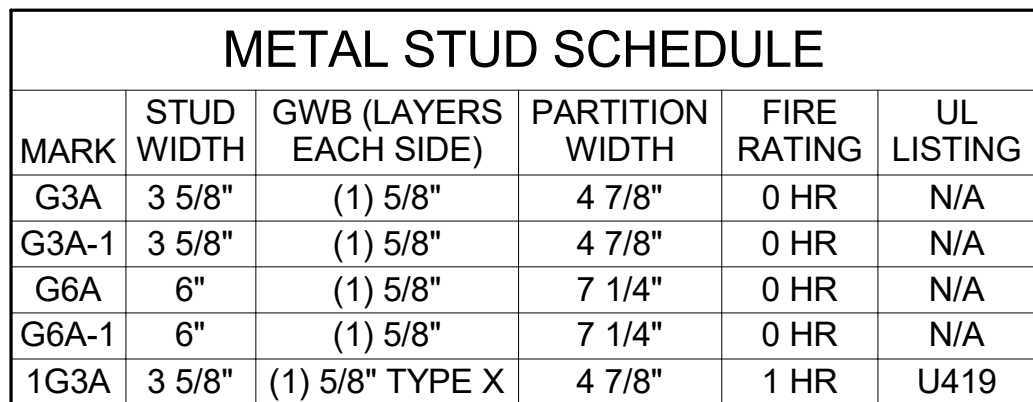 METAL STUD SCHEDULE
MARK STUD WIDTH GWB (LAYERS EACH SIDE) PARTITION WIDTH FIRE RATING UL LISTING
G3A 3 5/8" (1) 5/8" 4 7/8" 0 HR N/A
G3A-1 3 5/8" (1) 5/8" 4 7/8" 0 HR N/A
G6A 6" (1) 5/8" 7 1/4" 0 HR N/A
G6A-1 6" (1) 5/8" 7 1/4" 0 HR N/A
1G3A 3 5/8" (1) 5/8" TYPE X 4 7/8" 1 HR U419